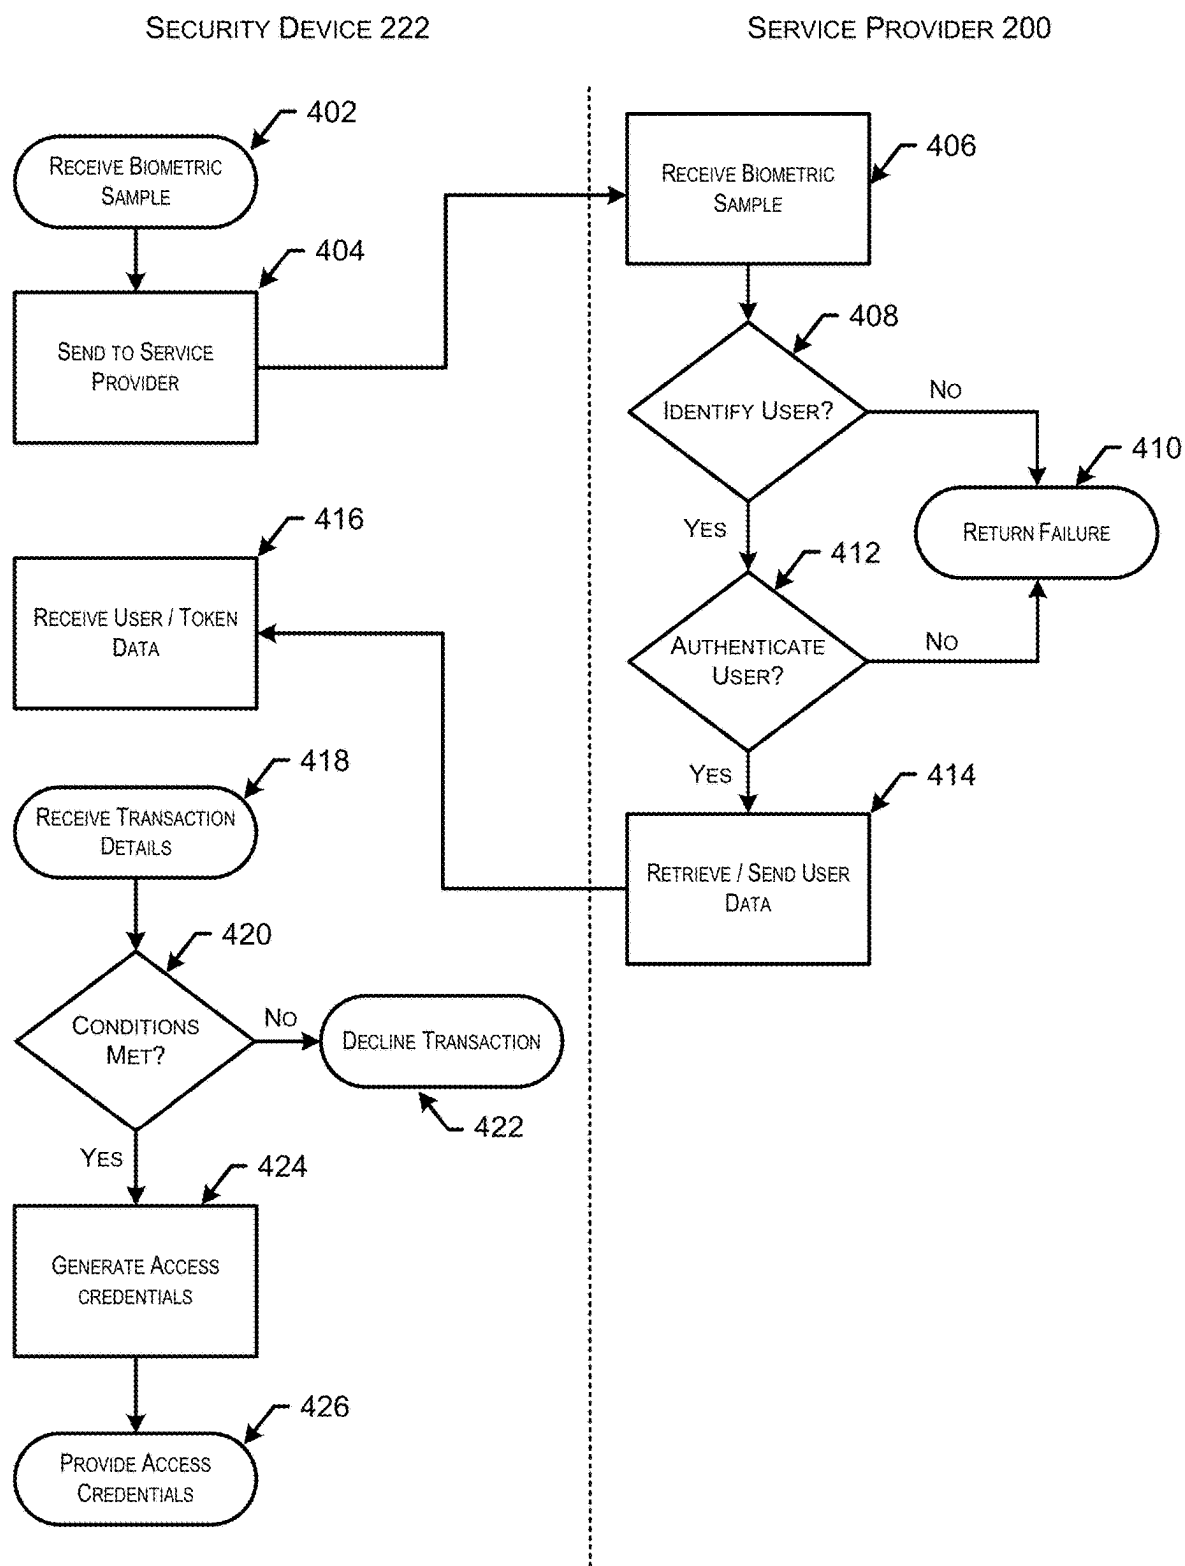 SECURITY DEVICE 222
SERVICE PROVIDER 200
402
RECEIVE BIOMETRIC
SAMPLE
404
SEND TO SERVICE
PROVIDER
406
RECEIVE BIOMETRIC
SAMPLE
408
IDENTIFY USER?
NO
410
RETURN FAILURE
YES
412
AUTHENTICATE
USER?
NO
YES
414
RETRIEVE / SEND USER
DATA
416
RECEIVE USER / TOKEN
DATA
418
RECEIVE TRANSACTION
DETAILS
420
CONDITIONS
MET?
NO
DECLINE TRANSACTION
422
YES
424
GENERATE ACCESS
CREDENTIALS
426
PROVIDE ACCESS
CREDENTIALS